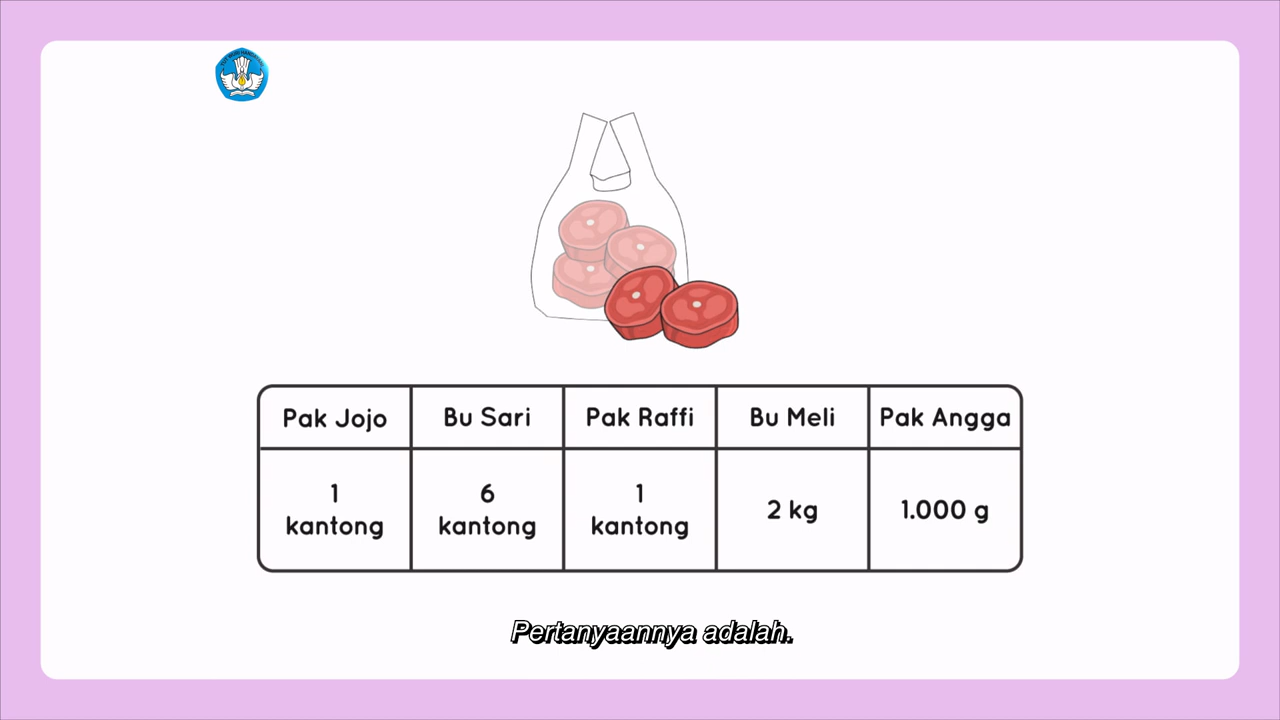 Pak Jojo
Bu Sari
Pak Raffi
Bu Meli
Pak Angga
1
kantong
6
kantong
1
kantong
2 kg
1.000 g
Pertanyaannya adalah.